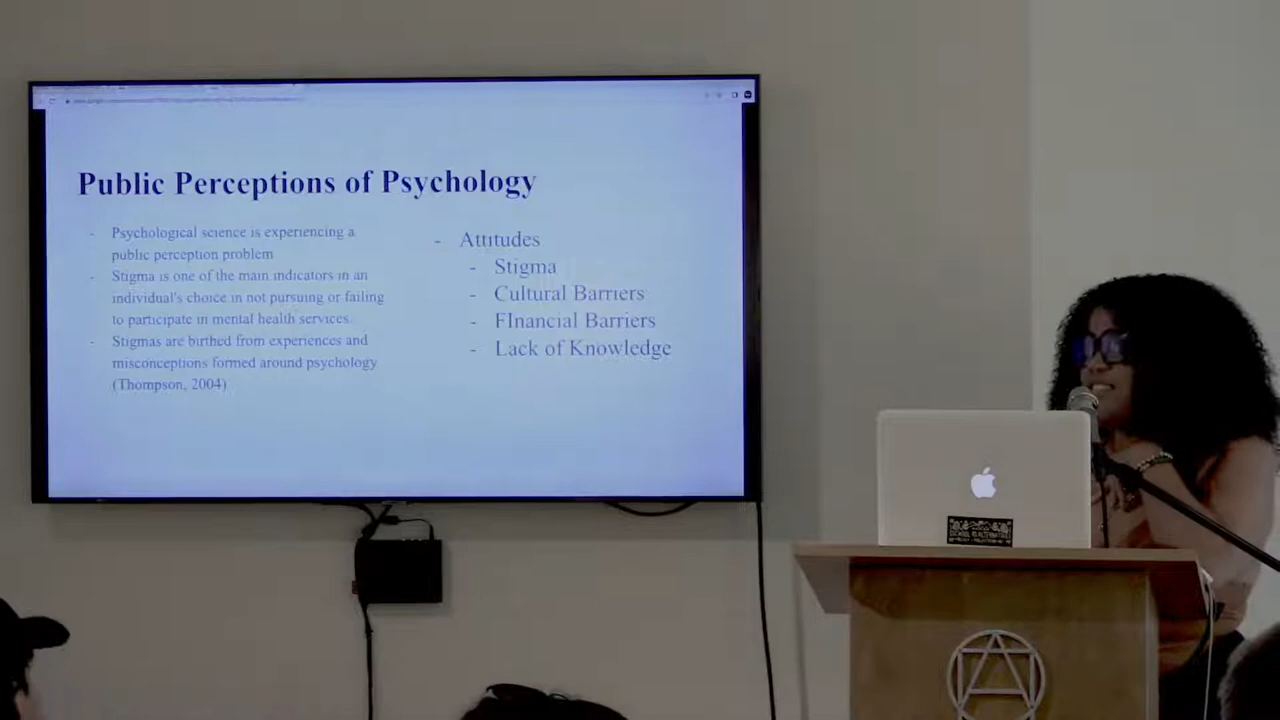 Public Perceptions of Psychology
- Psychological science is experiencing a
public perception problem
- Stigma is one of the main indicators in an
individual's choice in not pursuing or failing
to participate in mental health services.
- Stigmas are birthed from experiences and
misconceptions formed around psychology
(Thompson, 2004)
- Attitudes
- Stigma
- Cultural Barriers
- FInancial Barriers
- Lack of Knowledge